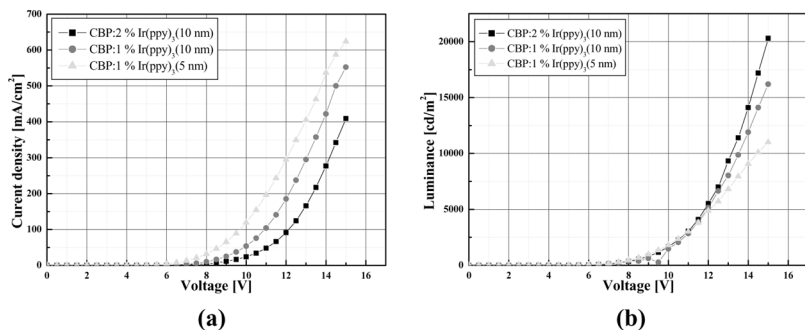 (a)
700
600
500
400
300
200
100
0
Curent density [mA/cm²]
CBP:2 % Ir(ppy)₃(10 nm)
CBP:1 % Ir(ppy)₃(10 nm)
CBP:1 % Ir(ppy)₃(5 nm)
0 2 4 6 8 10 12 14 16
Voltage [V]
(b)
20000
15000
10000
5000
0
Luminance [cd/m²]
CBP:2 % Ir(ppy)₃(10 nm)
CBP:1 % Ir(ppy)₃(10 nm)
CBP:1 % Ir(ppy)₃(5 nm)
0 2 4 6 8 10 12 14 16
Voltage [V]
(a)
(b)